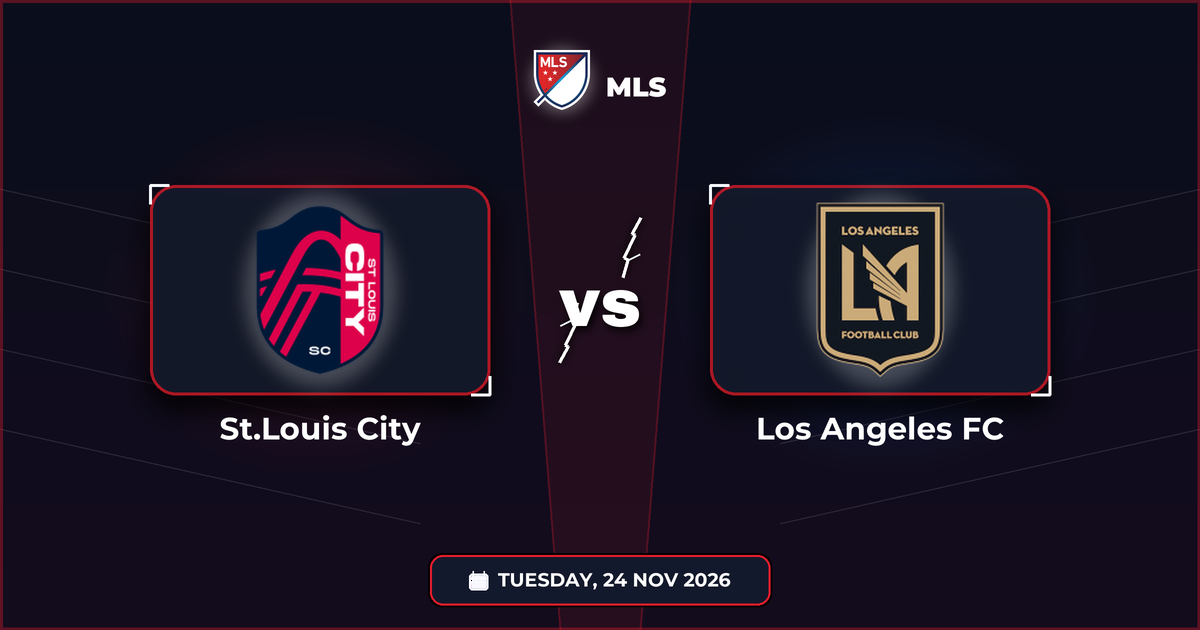 MLS
MLS
CITY
ST LOUIS
SC
LOS ANGELES
LA
FOOTBALL CLUB
VS
St.Louis City
Los Angeles FC
TUESDAY, 24 NOV 2026